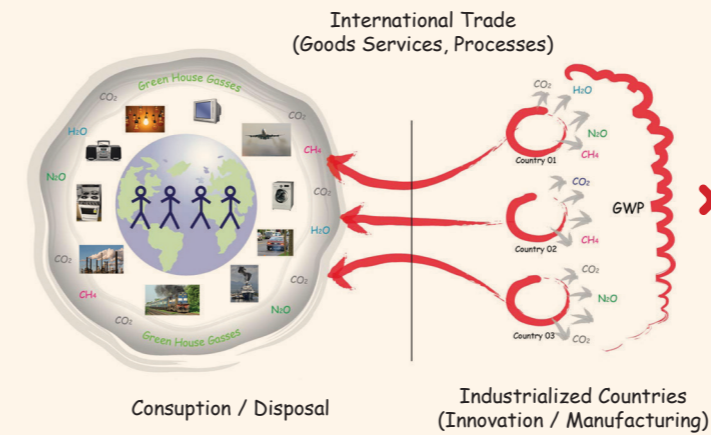 International Trade
(Goods Services, Processes)
Green House Gasses
CO₂
CO₂
H₂O
CH₄
N₂O
CO₂
H₂O
CO₂
CH₄
CO₂
N₂O
CO₂
Green House Gasses
CO₂
H₂O
N₂O
CH₄
Country 01
CO₂
CH₄
Country 02
GWP
CO₂
N₂O
CO₂
Country 03
Consuption / Disposal
Industrialized Countries
(Innovation / Manufacturing)